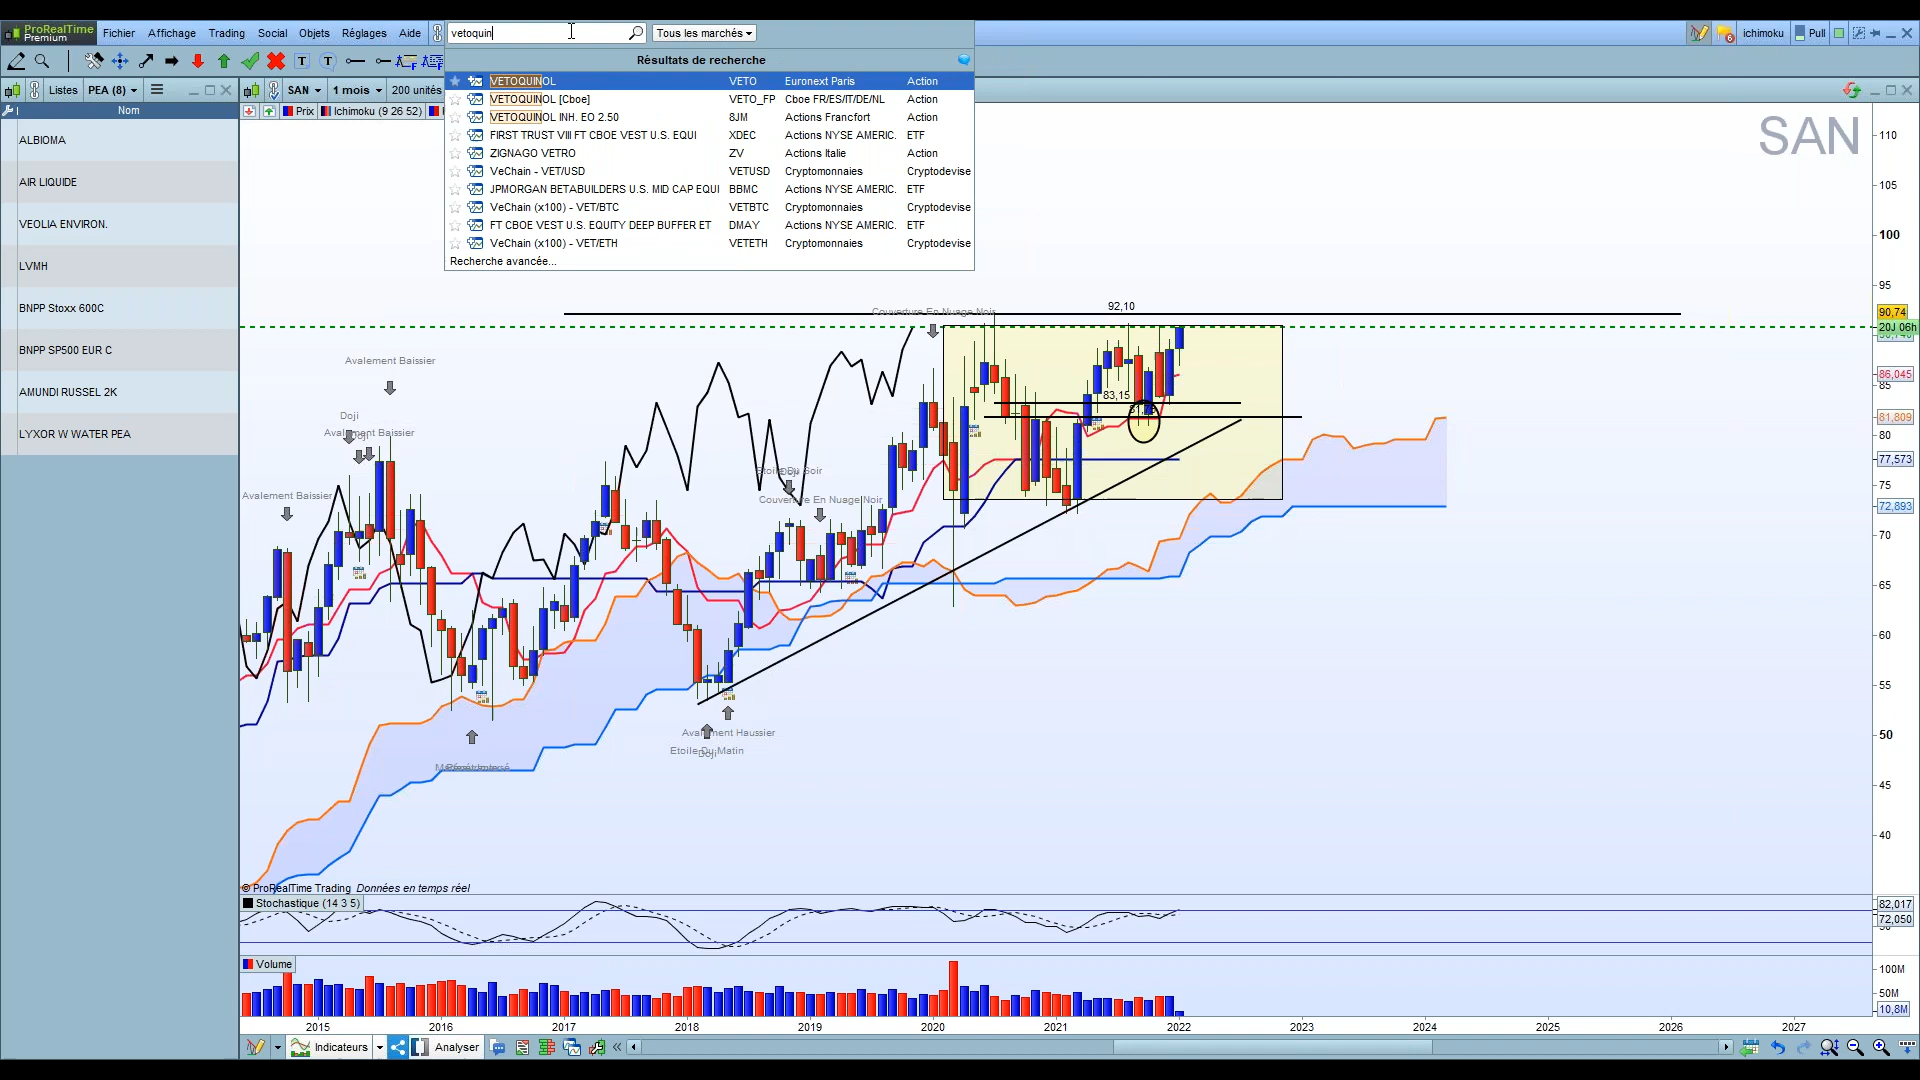 ProRealTime
Premium
Fichier Affichage Trading Social Objets Réglages Aide
vetoquin
Tous les marchés
ichimoku
Pull
6
Résultats de recherche
VETOQUINOL VETO Euronext Paris Action
VETOQUINOL [Cboe] VETO_FP Cboe FR/ES/IT/DE/NL Action
VETOQUINOL INH. EO 2.50 8JM Actions Francfort Action
FIRST TRUST VIII FT CBOE VEST U.S. EQUI XDEC Actions NYSE AMERIC. ETF
ZIGNAGO VETRO ZV Actions Italie Action
VeChain - VET/USD VETUSD Cryptomonnaies Cryptodevise
JPMORGAN BETABUILDERS U.S. MID CAP EQUI BBMC Actions NYSE AMERIC. ETF
VeChain (x100) - VET/BTC VETBTC Cryptomonnaies Cryptodevise
FT CBOE VEST U.S. EQUITY DEEP BUFFER ET DMAY Actions NYSE AMERIC. ETF
VeChain (x100) - VET/ETH VETETH Cryptomonnaies Cryptodevise
Recherche avancée...
Listes PEA (8)
Nom
ALBIOMA
AIR LIQUIDE
VEOLIA ENVIRON.
LVMH
BNPP Stoxx 600C
BNPP SP500 EUR C
AMUNDI RUSSEL 2K
LYXOR W WATER PEA
SAN 1 mois 200 unités
Prix Ichimoku (9 26 52)
SAN
110
105
100
95
90,74
20J 06h
86,045
85
81,809
80
77,573
75
72,893
70
65
60
55
50
45
40
92,10
Couverture En Nuage Noir
Avalement Baissier
Doji
Avalement Baissier
Avalement Baissier
83,15
Couverture En Nuage Noir
Avalement Haussier
Etoile Du Matin
Doji
© ProRealTime Trading Données en temps réel
Stochastique (14 3 5)
82,017
72,050
Volume
100M
50M
10,8M
2015 2016 2017 2018 2019 2020 2021 2022 2023 2024 2025 2026 2027
Indicateurs
Analyser